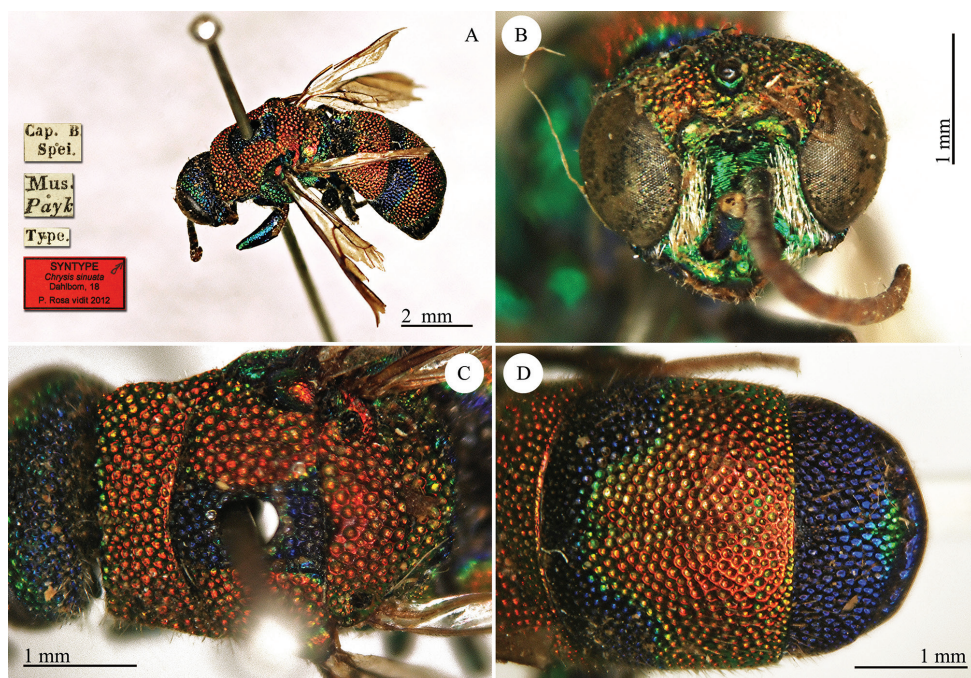 A
Cap. B
Spei.
Mus.
Payk
Type.
SYNTYPE ♂
Chrysis sinuata
Dahlbom, 18
P. Rosa vidit 2012
2 mm
B
1 mm
C
1 mm
D
1 mm